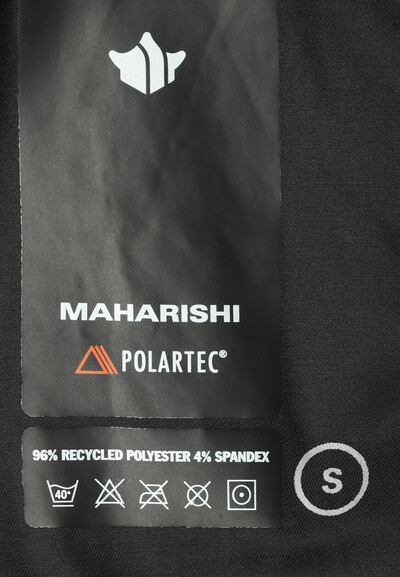 MAHARISHI
POLARTEC®
96% RECYCLED POLYESTER 4% SPANDEX
40°
S